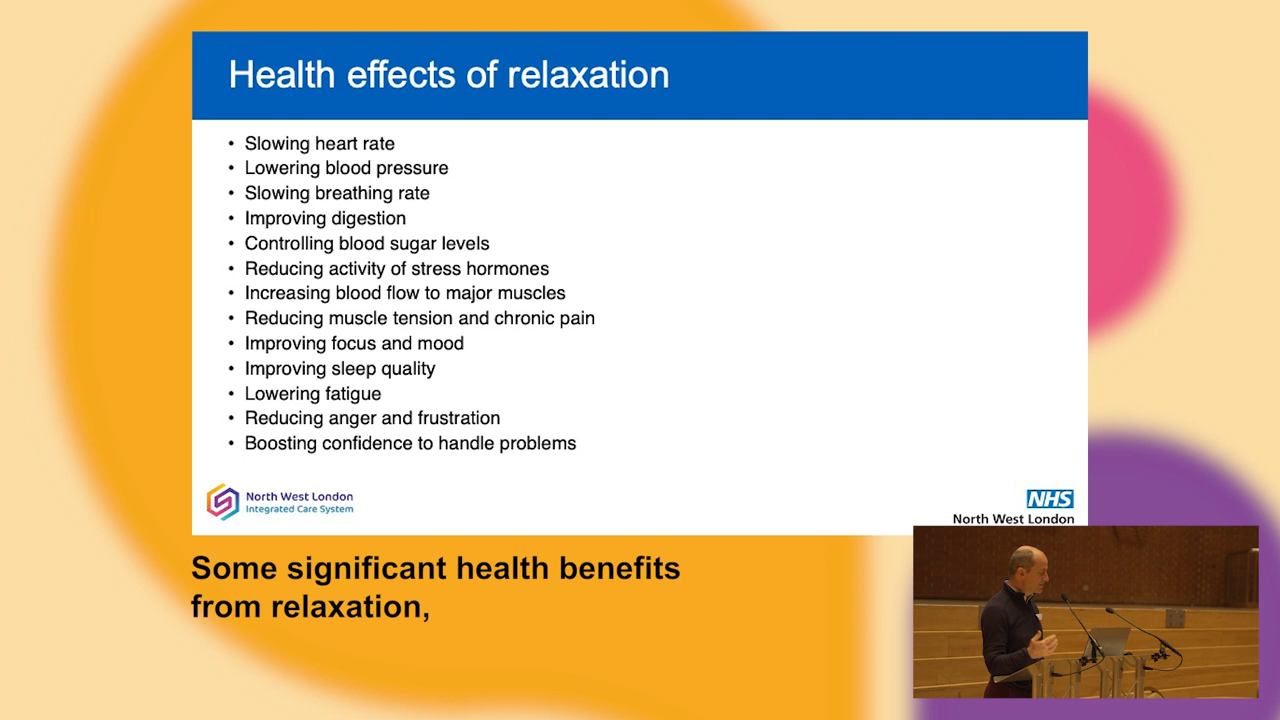 Health effects of relaxation
• Slowing heart rate
• Lowering blood pressure
• Slowing breathing rate
• Improving digestion
• Controlling blood sugar levels
• Reducing activity of stress hormones
• Increasing blood flow to major muscles
• Reducing muscle tension and chronic pain
• Improving focus and mood
• Improving sleep quality
• Lowering fatigue
• Reducing anger and frustration
• Boosting confidence to handle problems
North West London
Integrated Care System
NHS
North West London
Some significant health benefits
from relaxation,